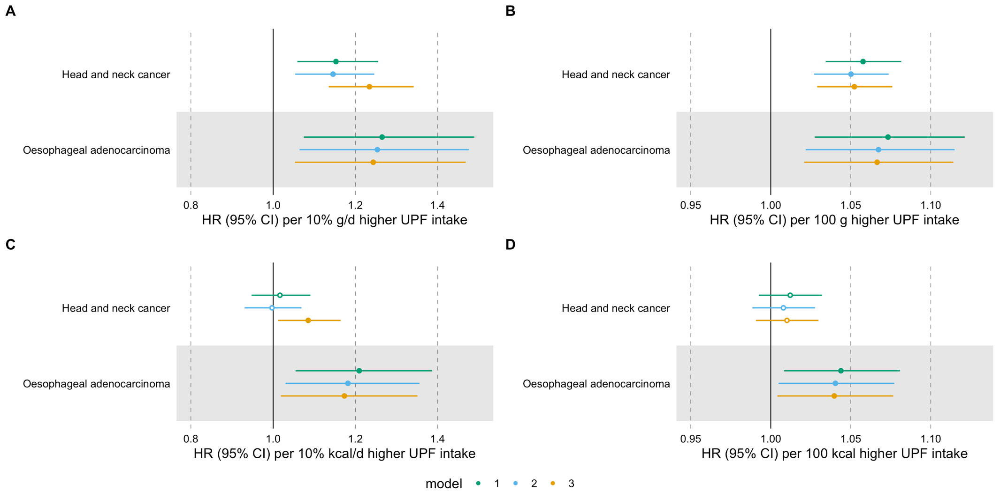 A
Head and neck cancer
Oesophageal adenocarcinoma
0.8 1.0 1.2 1.4
HR (95% CI) per 10% g/d higher UPF intake
B
Head and neck cancer
Oesophageal adenocarcinoma
0.95 1.00 1.05 1.10
HR (95% CI) per 100 g higher UPF intake
C
Head and neck cancer
Oesophageal adenocarcinoma
0.8 1.0 1.2 1.4
HR (95% CI) per 10% kcal/d higher UPF intake
D
Head and neck cancer
Oesophageal adenocarcinoma
0.95 1.00 1.05 1.10
HR (95% CI) per 100 kcal higher UPF intake
model 1 2 3